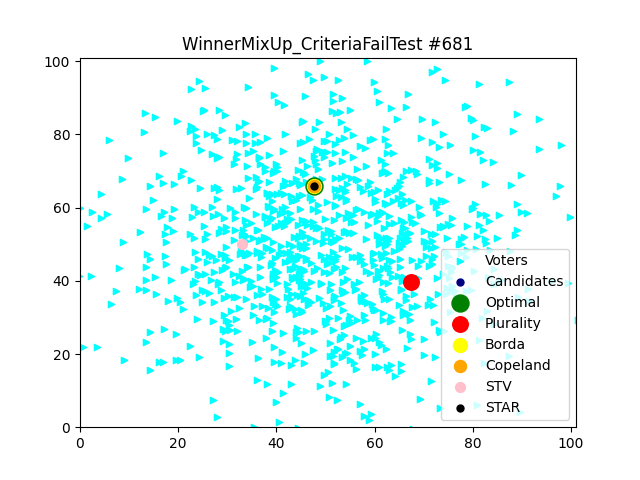 WinnerMixUp_CriteriaFailTest #681
100
80
60
40
20
0
0 20 40 60 80 100
Voters
Candidates
Optimal
Plurality
Borda
Copeland
STV
STAR